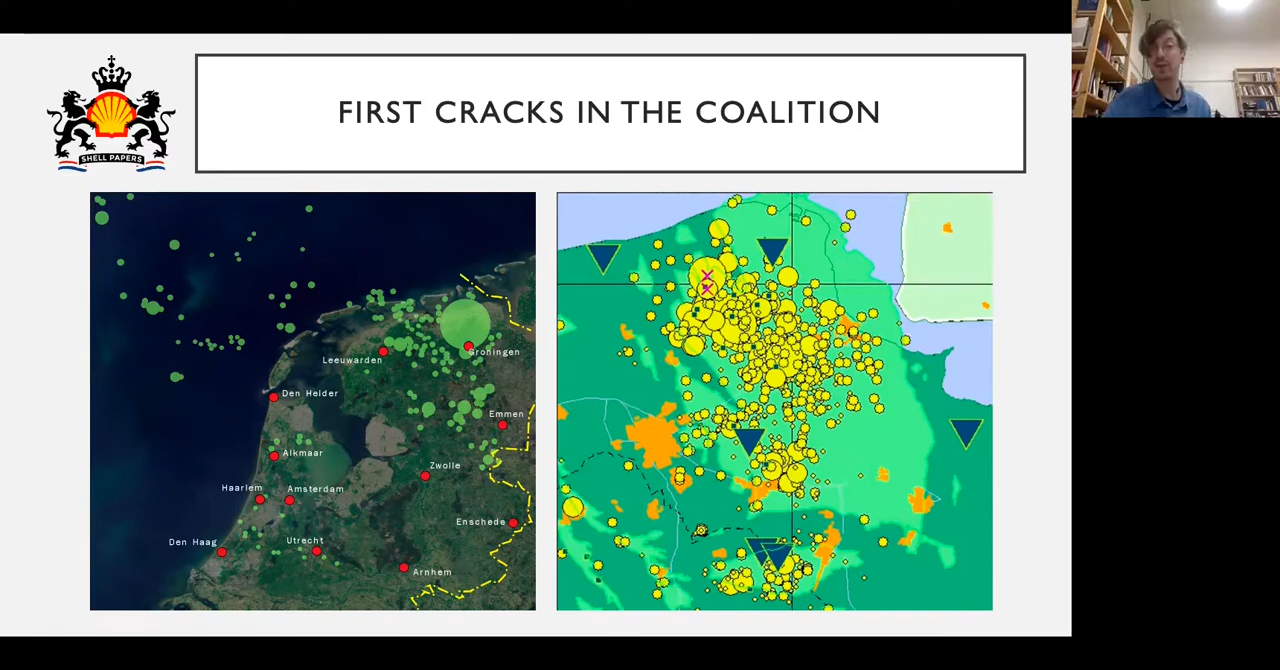 SHELL PAPERS
FIRST CRACKS IN THE COALITION
Leeuwarden
Groningen
Den Helder
Emmen
Alkmaar
Zwolle
Haarlem
Amsterdam
Enschede
Den Haag
Utrecht
Arnhem